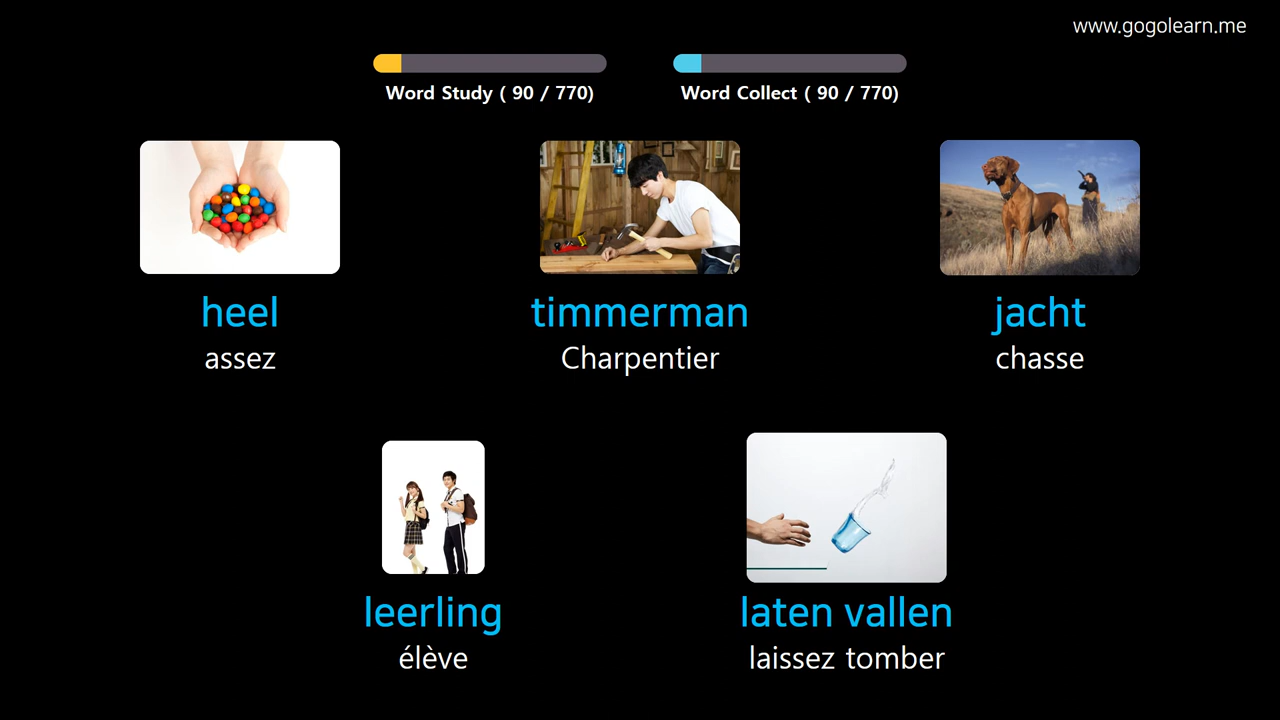 www.gogolearn.me
Word Study ( 90 / 770)
Word Collect ( 90 / 770)
heel
assez
timmerman
Charpentier
jacht
chasse
leerling
élève
laten vallen
laissez tomber